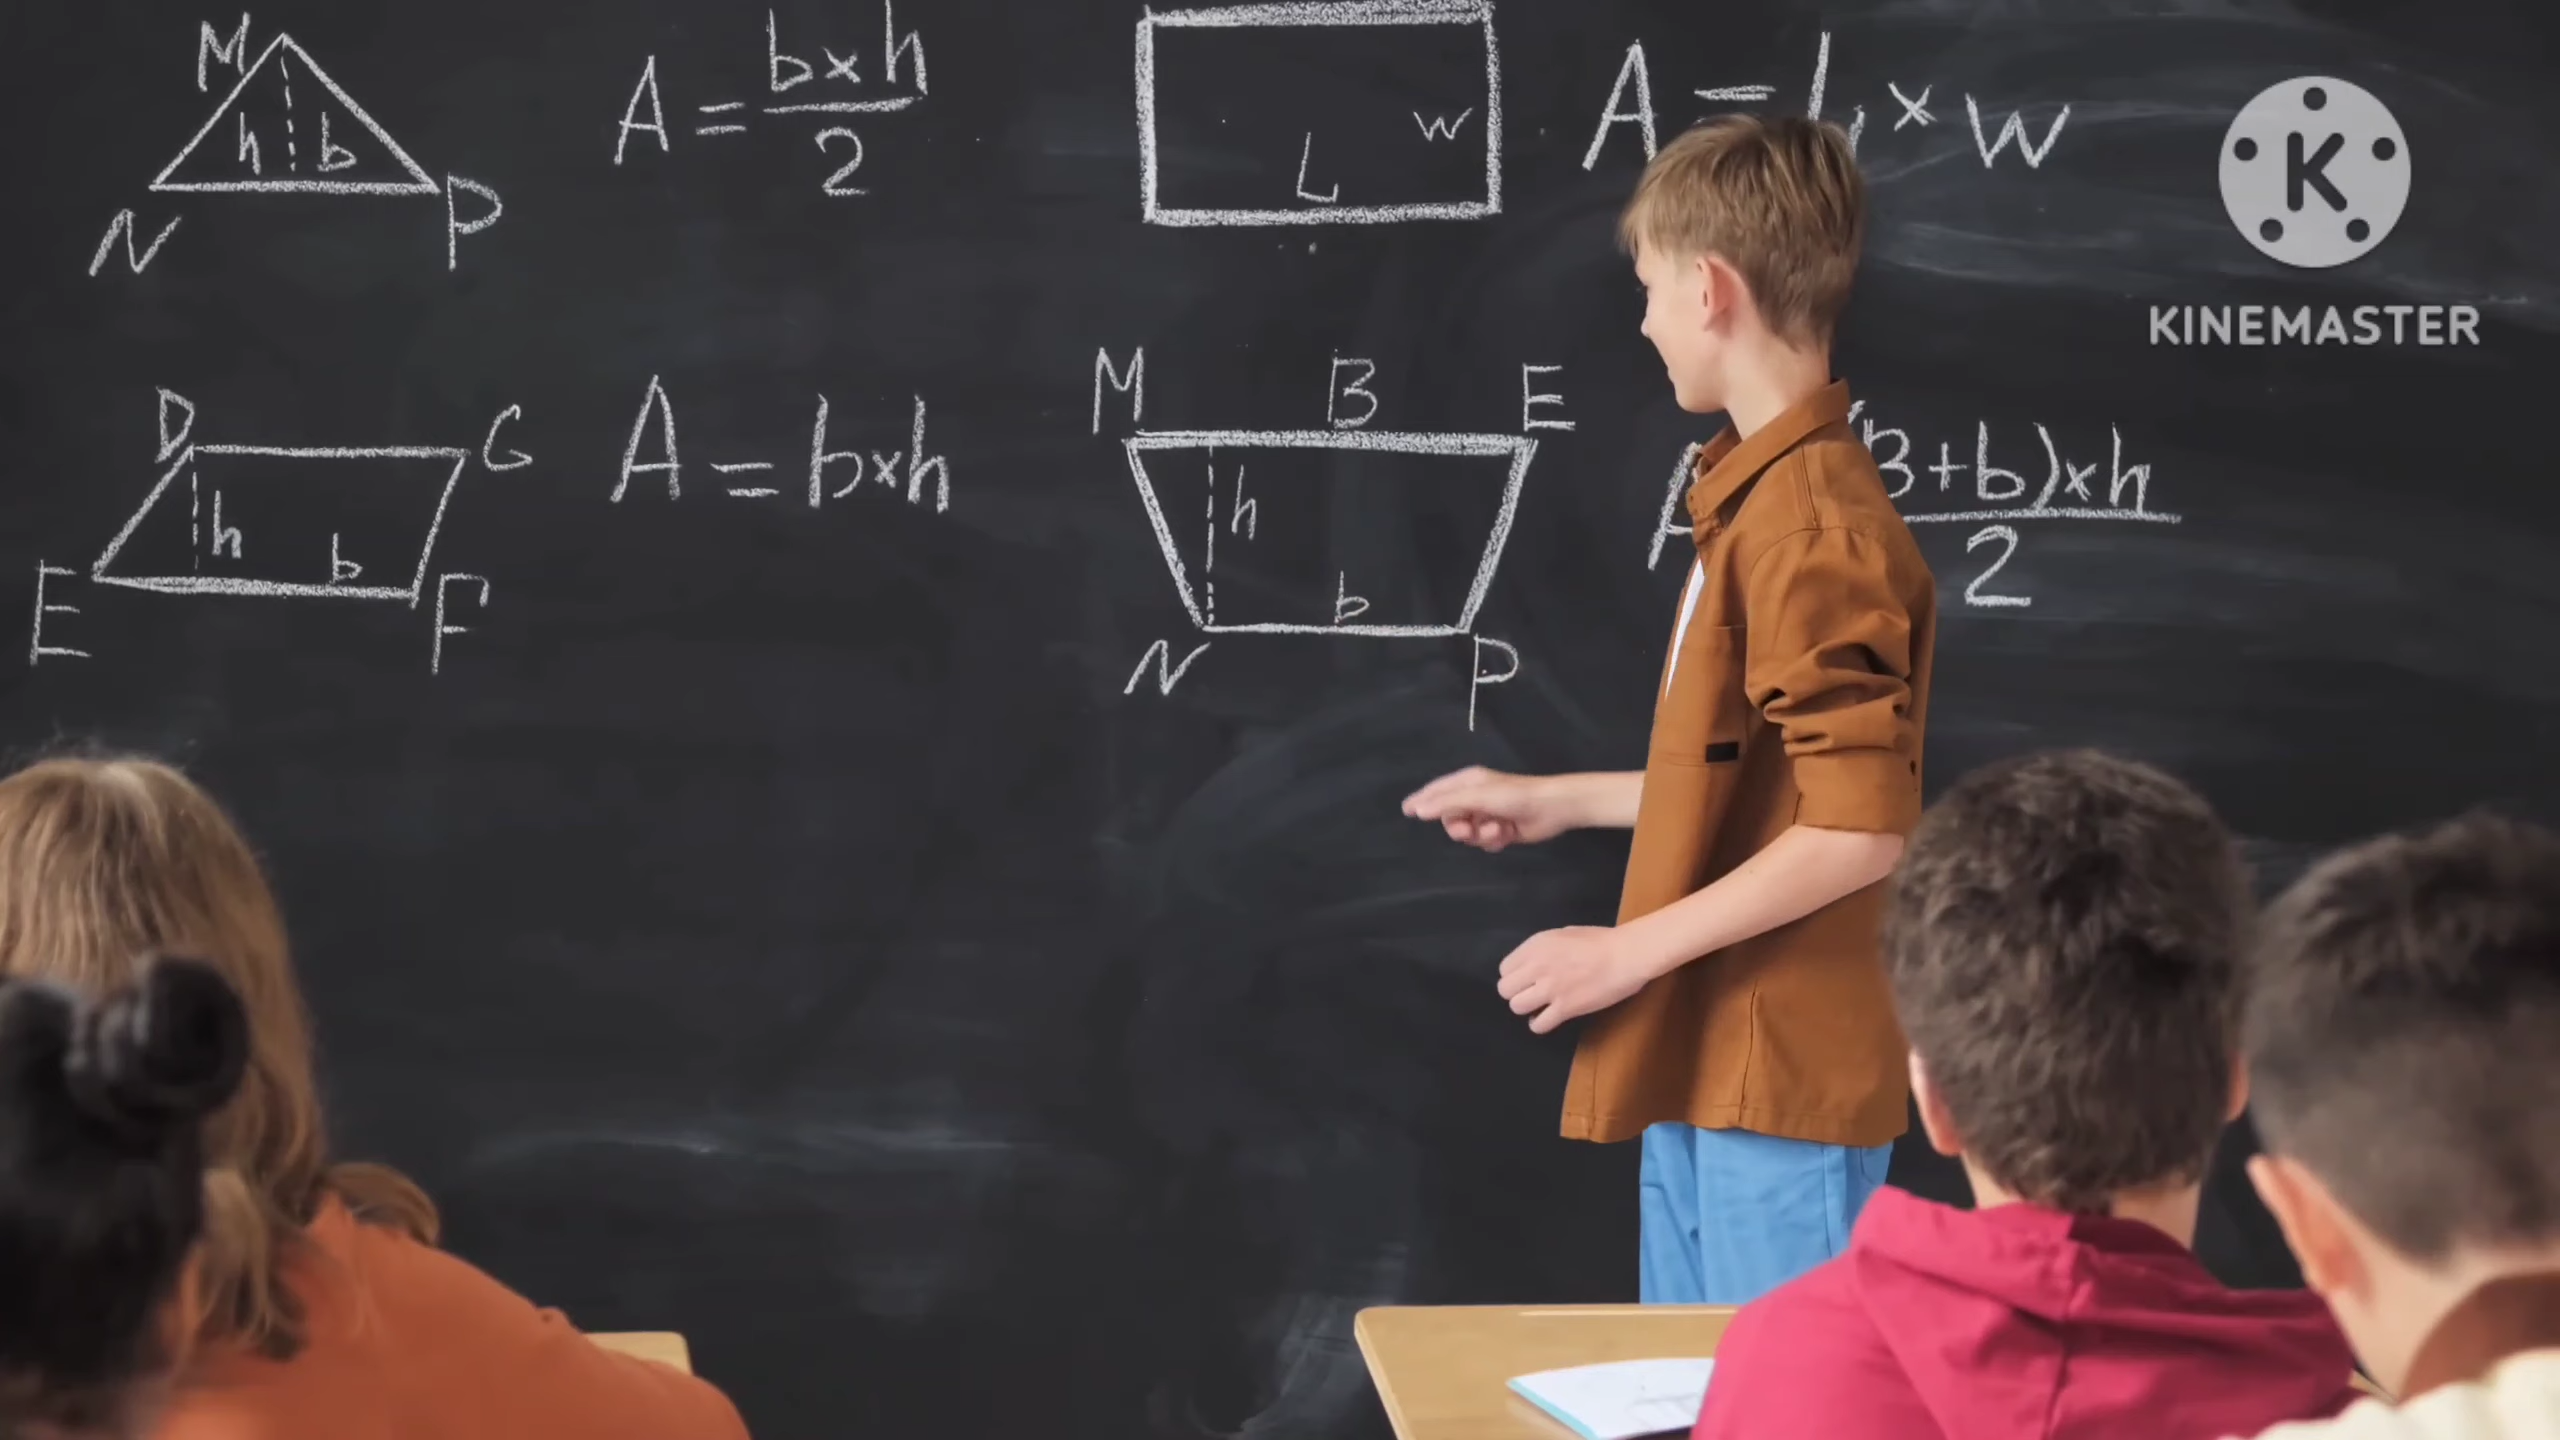 M
h b
N P
A = b×h
2
L w
A = L × w
K
KINEMASTER
D G
h b
E F
A = b×h
M B E
h
b
N P
B+b)×h
2